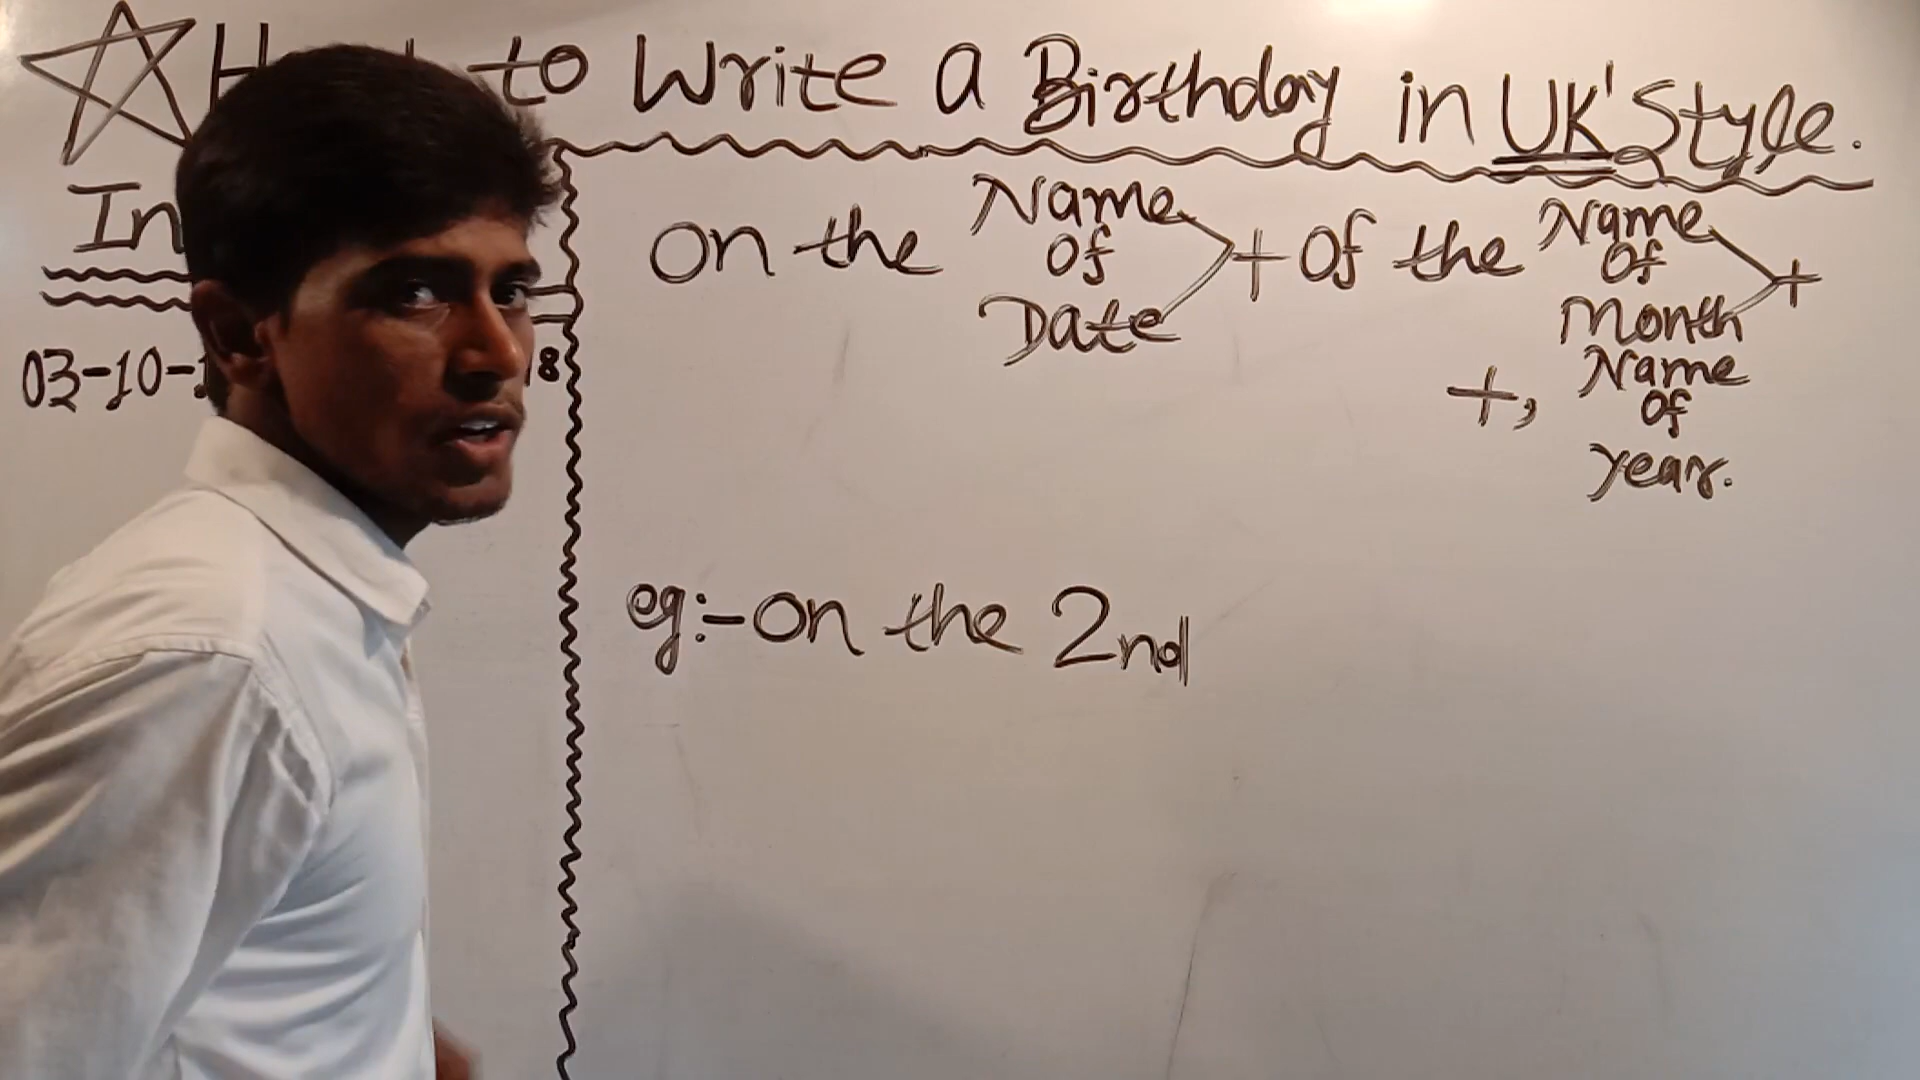 to Write a Birthday in UK' Style.
In
03-10-1
8
on the Name Of Date + Of the Name Of Month +
+, Name Of year.
eg:- on the 2nd